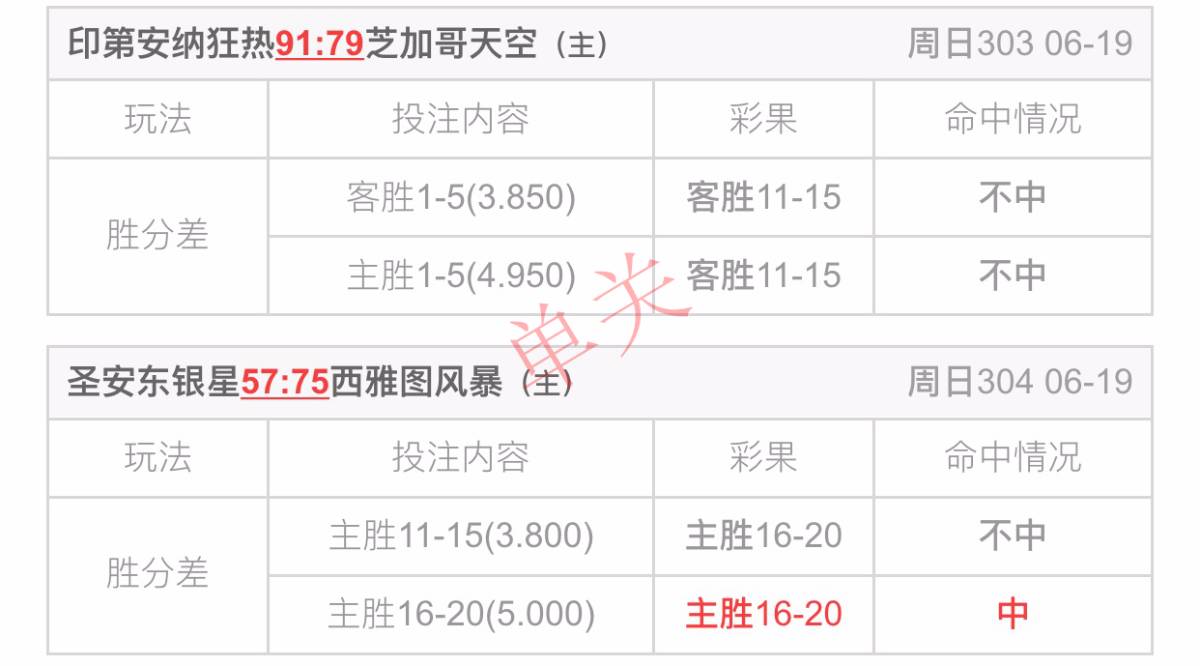 印第安纳狂热91:79芝加哥天空（主） 周日303 06-19
玩法 投注内容 彩果 命中情况
胜分差
客胜1-5(3.850) 客胜11-15 不中
主胜1-5(4.950) 客胜11-15 不中
单关
圣安东银星57:75西雅图风暴（主） 周日304 06-19
玩法 投注内容 彩果 命中情况
胜分差
主胜11-15(3.800) 主胜16-20 不中
主胜16-20(5.000) 主胜16-20 中